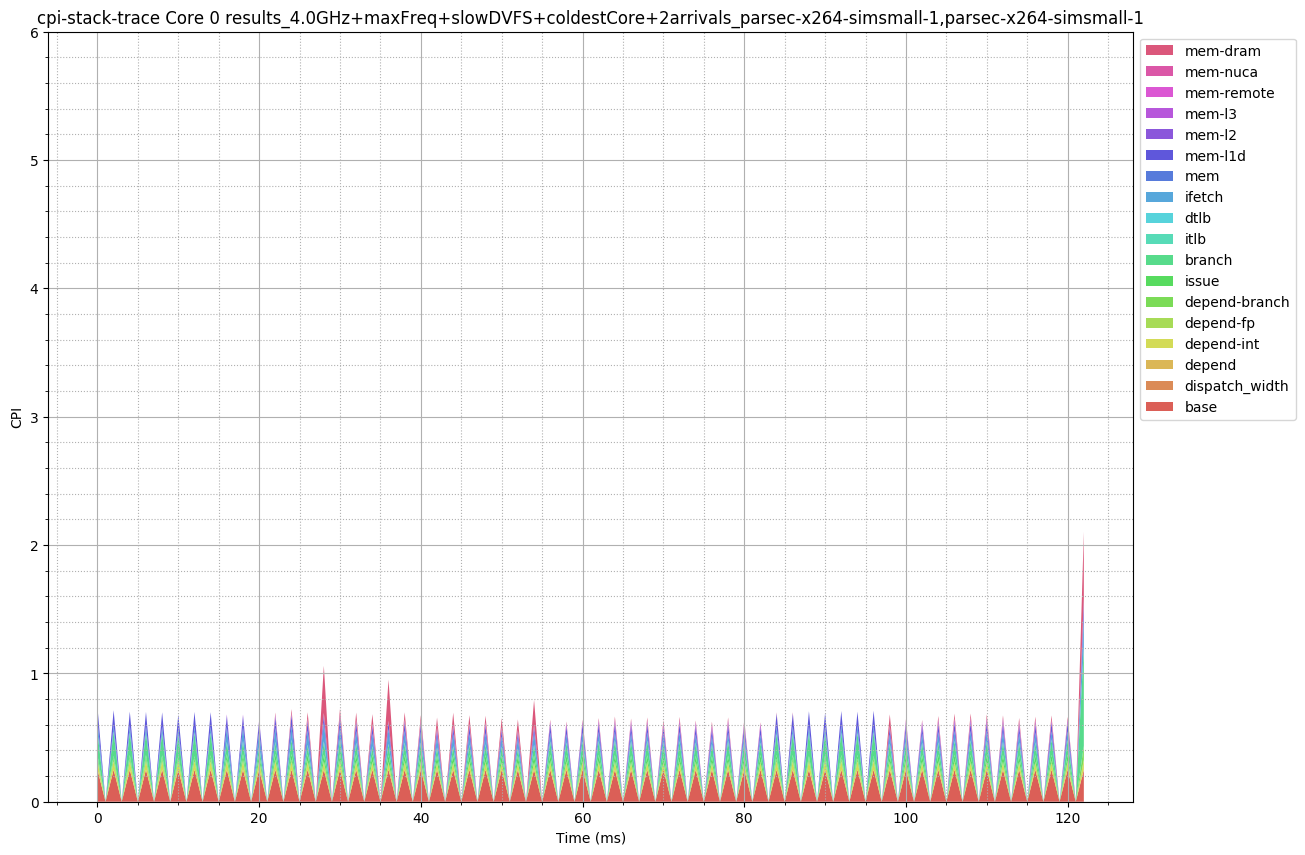 cpi-stack-trace Core 0 results_4.0GHz+maxFreq+slowDVFS+coldestCore+2arrivals_parsec-x264-simsmall-1,parsec-x264-simsmall-1
6
5
4
3
2
1
0
CPI
0
20
40
60
80
100
120
Time (ms)
mem-dram
mem-nuca
mem-remote
mem-l3
mem-l2
mem-l1d
mem
ifetch
dtlb
itlb
branch
issue
depend-branch
depend-fp
depend-int
depend
dispatch_width
base